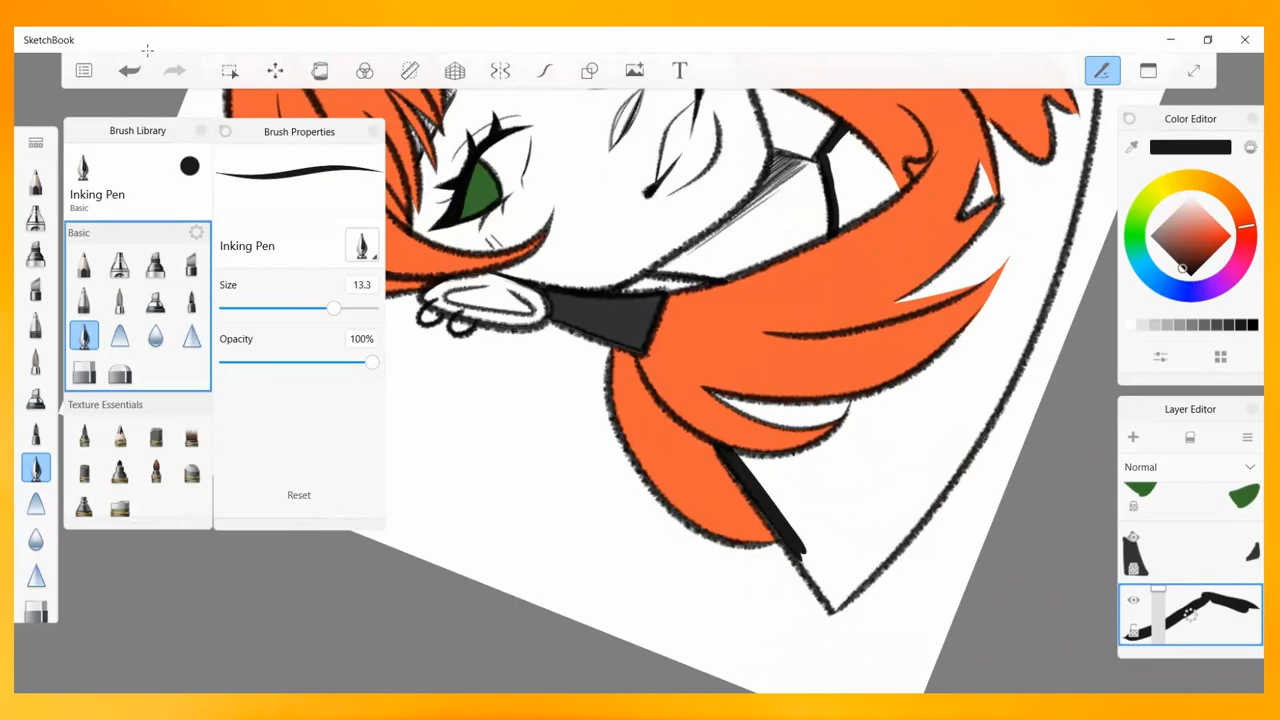 SketchBook
T
Brush Library
Inking Pen
Basic
Basic
Texture Essentials
Brush Properties
Inking Pen
Size 13.3
Opacity 100%
Reset
Color Editor
Layer Editor
Normal